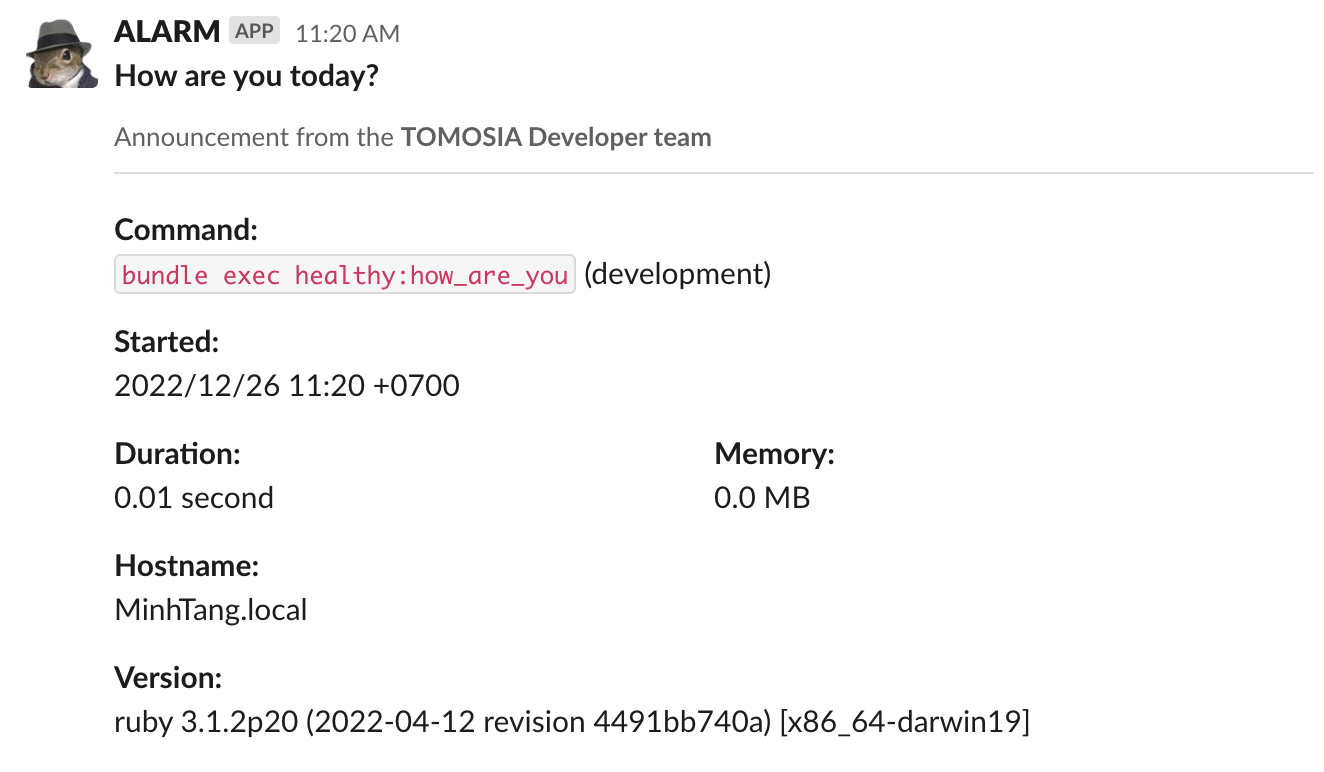 ALARM APP 11:20 AM
How are you today?
Announcement from the TOMOSIA Developer team
Command:
bundle exec healthy:how_are_you (development)
Started:
2022/12/26 11:20 +0700
Duration: Memory:
0.01 second 0.0 MB
Hostname:
MinhTang.local
Version:
ruby 3.1.2p20 (2022-04-12 revision 4491bb740a) [x86_64-darwin19]